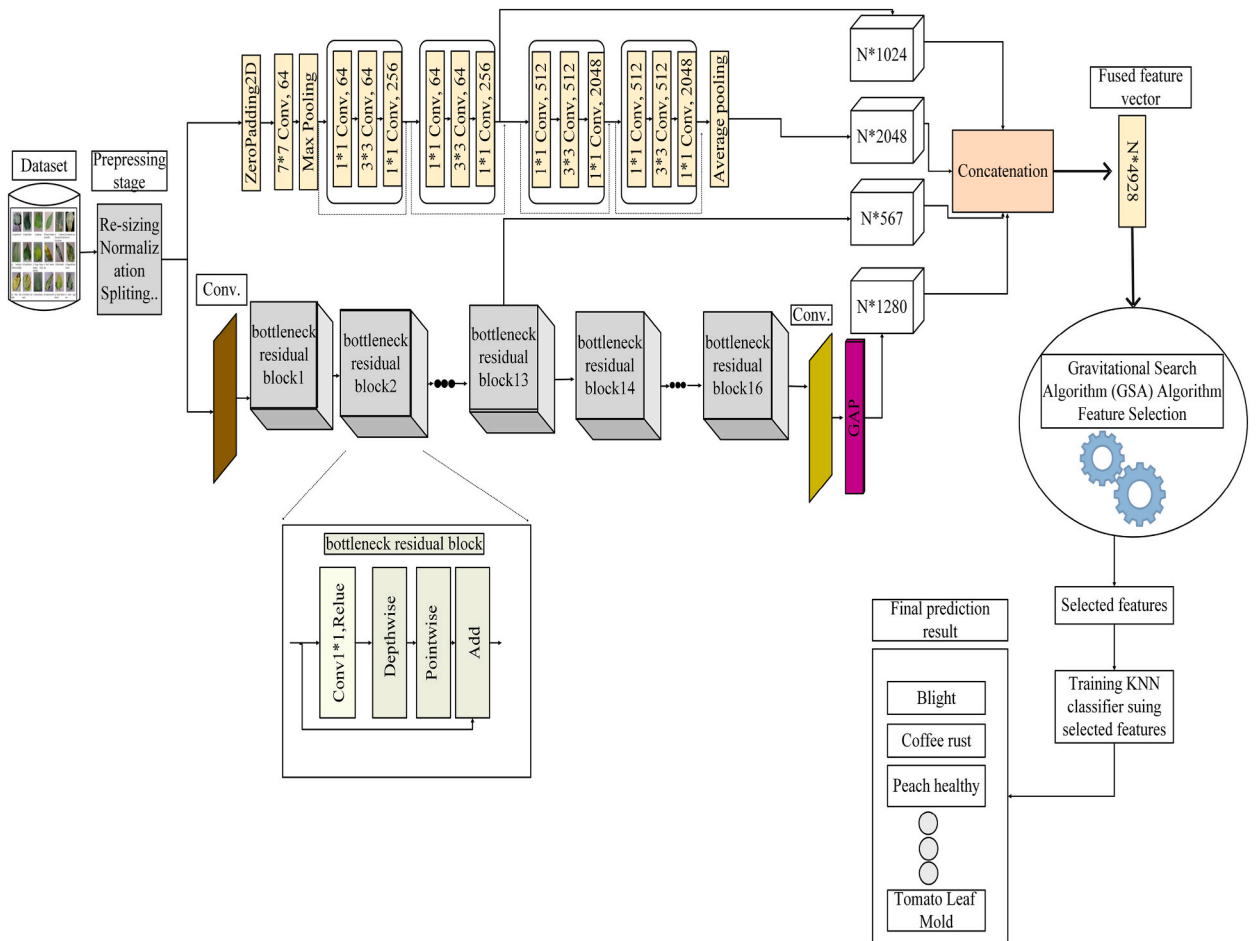 Dataset
Prepressing
stage
Re-sizing
Normaliz
ation
Spliting..
ZeroPadding2D
7*7 Conv, 64
Max Pooling
1*1 Conv, 64
3*3 Conv, 64
1*1 Conv, 256
1*1 Conv, 64
3*3 Conv, 64
1*1 Conv, 256
1*1 Conv, 512
3*3 Conv, 512
1*1 Conv, 2048
1*1 Conv, 512
3*3 Conv, 512
1*1 Conv, 2048
Average pooling
N*1024
N*2048
N*567
N*1280
Concatenation
Fused feature
vector
N*4928
Conv.
bottleneck
residual
block1
bottleneck
residual
block2
bottleneck
residual
block13
bottleneck
residual
block14
bottleneck
residual
block16
Conv.
GAP
bottleneck residual block
Conv1*1,Relue
Depthwise
Pointwise
Add
Gravitational Search
Algorithm (GSA) Algorithm
Feature Selection
Selected features
Training KNN
classifier suing
selected features
Final prediction
result
Blight
Coffee rust
Peach healthy
Tomato Leaf
Mold